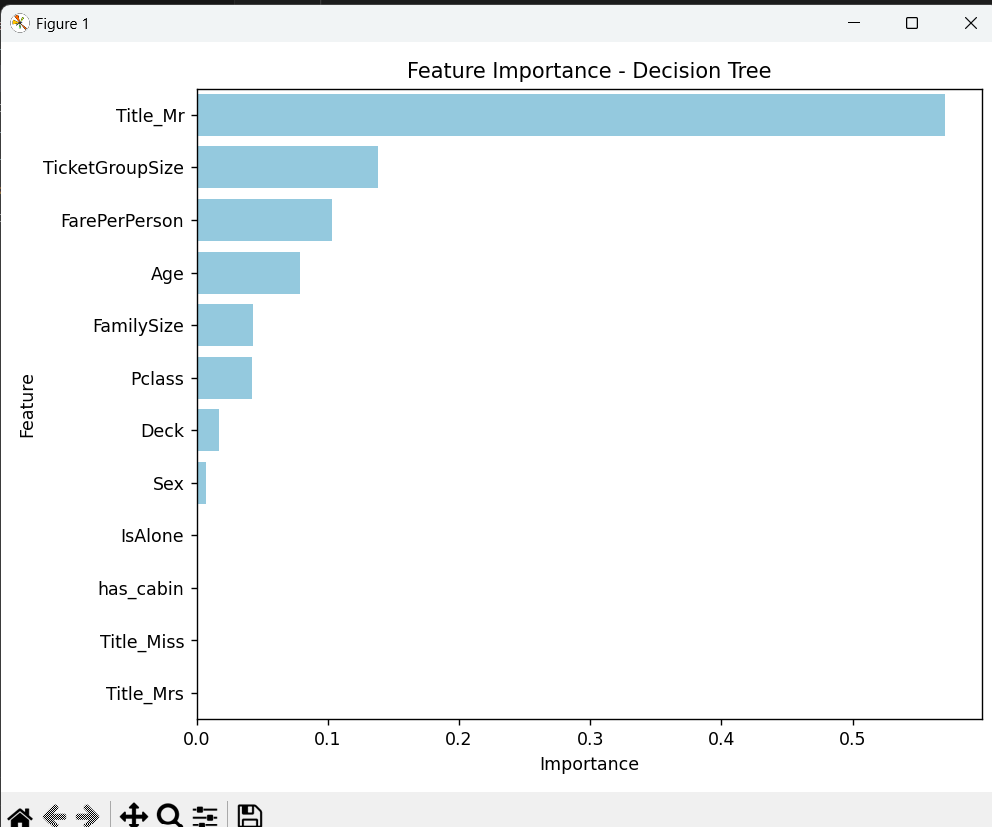 Figure 1
Feature Importance - Decision Tree
Title_Mr
TicketGroupSize
FarePerPerson
Age
FamilySize
Pclass
Deck
Sex
IsAlone
has_cabin
Title_Miss
Title_Mrs
Feature
0.0 0.1 0.2 0.3 0.4 0.5
Importance